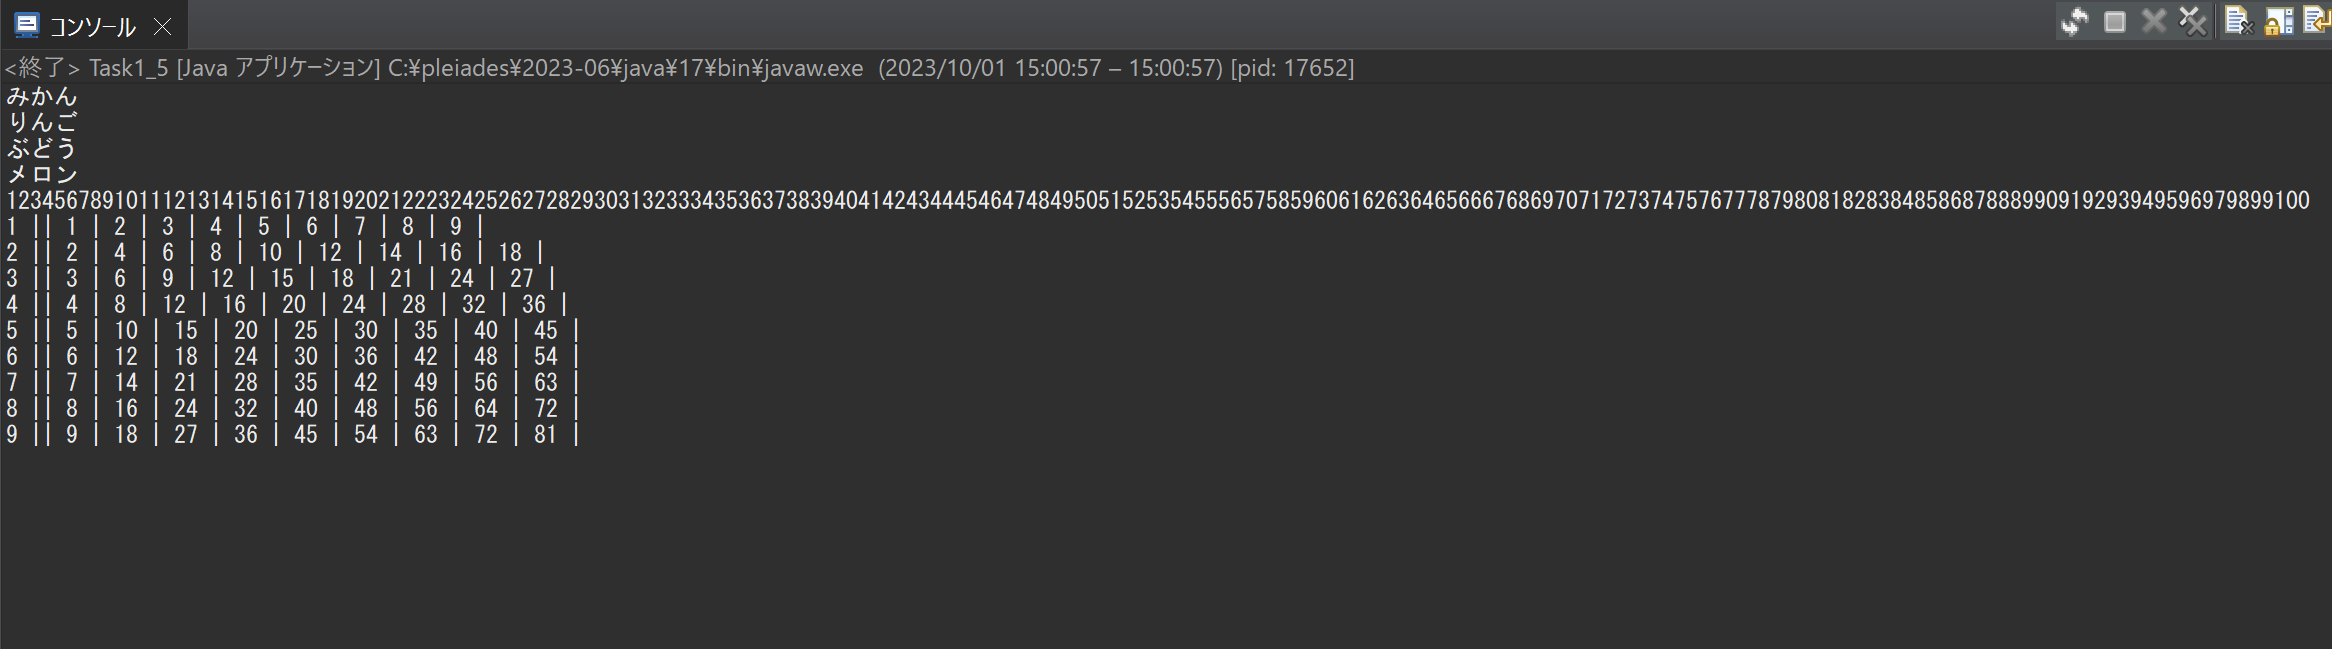 コンソール
<終了> Task1_5 [Java アプリケーション] C:¥pleiades¥2023-06¥java¥17¥bin¥javaw.exe (2023/10/01 15:00:57 – 15:00:57) [pid: 17652]
みかん
りんご
ぶどう
メロン
123456789101112131415161718192021222324252627282930313233343536373839404142434445464748495051525354555657585960616263646566676869707172737475767778798081828384858687888990919293949596979899100
1 || 1 | 2 | 3 | 4 | 5 | 6 | 7 | 8 | 9 |
2 || 2 | 4 | 6 | 8 | 10 | 12 | 14 | 16 | 18 |
3 || 3 | 6 | 9 | 12 | 15 | 18 | 21 | 24 | 27 |
4 || 4 | 8 | 12 | 16 | 20 | 24 | 28 | 32 | 36 |
5 || 5 | 10 | 15 | 20 | 25 | 30 | 35 | 40 | 45 |
6 || 6 | 12 | 18 | 24 | 30 | 36 | 42 | 48 | 54 |
7 || 7 | 14 | 21 | 28 | 35 | 42 | 49 | 56 | 63 |
8 || 8 | 16 | 24 | 32 | 40 | 48 | 56 | 64 | 72 |
9 || 9 | 18 | 27 | 36 | 45 | 54 | 63 | 72 | 81 |